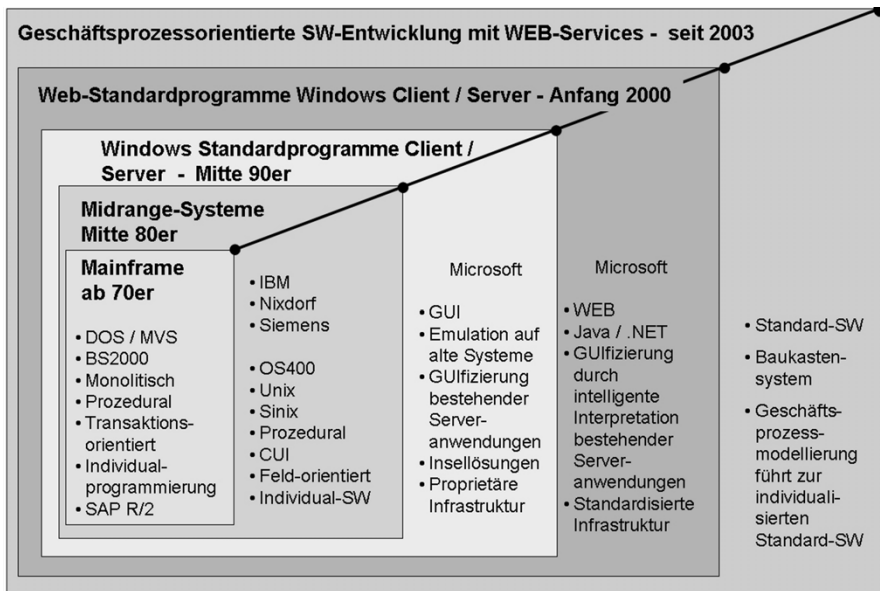 Geschäftsprozessorientierte SW-Entwicklung mit WEB-Services - seit 2003
Web-Standardprogramme Windows Client / Server - Anfang 2000
Windows Standardprogramme Client /
Server - Mitte 90er
Midrange-Systeme
Mitte 80er
Mainframe
ab 70er
• DOS / MVS
• BS2000
• Monolitisch
• Prozedural
• Transaktions-
orientiert
• Individual-
programmierung
• SAP R/2
• IBM
• Nixdorf
• Siemens
• OS400
• Unix
• Sinix
• Prozedural
• CUI
• Feld-orientiert
• Individual-SW
Microsoft
• GUI
• Emulation auf
alte Systeme
• GUIfizierung
bestehender
Server-
anwendungen
• Insellösungen
• Proprietäre
Infrastruktur
Microsoft
• WEB
• Java / .NET
• GUIfizierung
durch
intelligente
Interpretation
bestehender
Server-
anwendungen
• Standardisierte
Infrastruktur
• Standard-SW
• Baukasten-
system
• Geschäfts-
prozess-
modellierung
führt zur
individuali-
sierten
Standard-SW